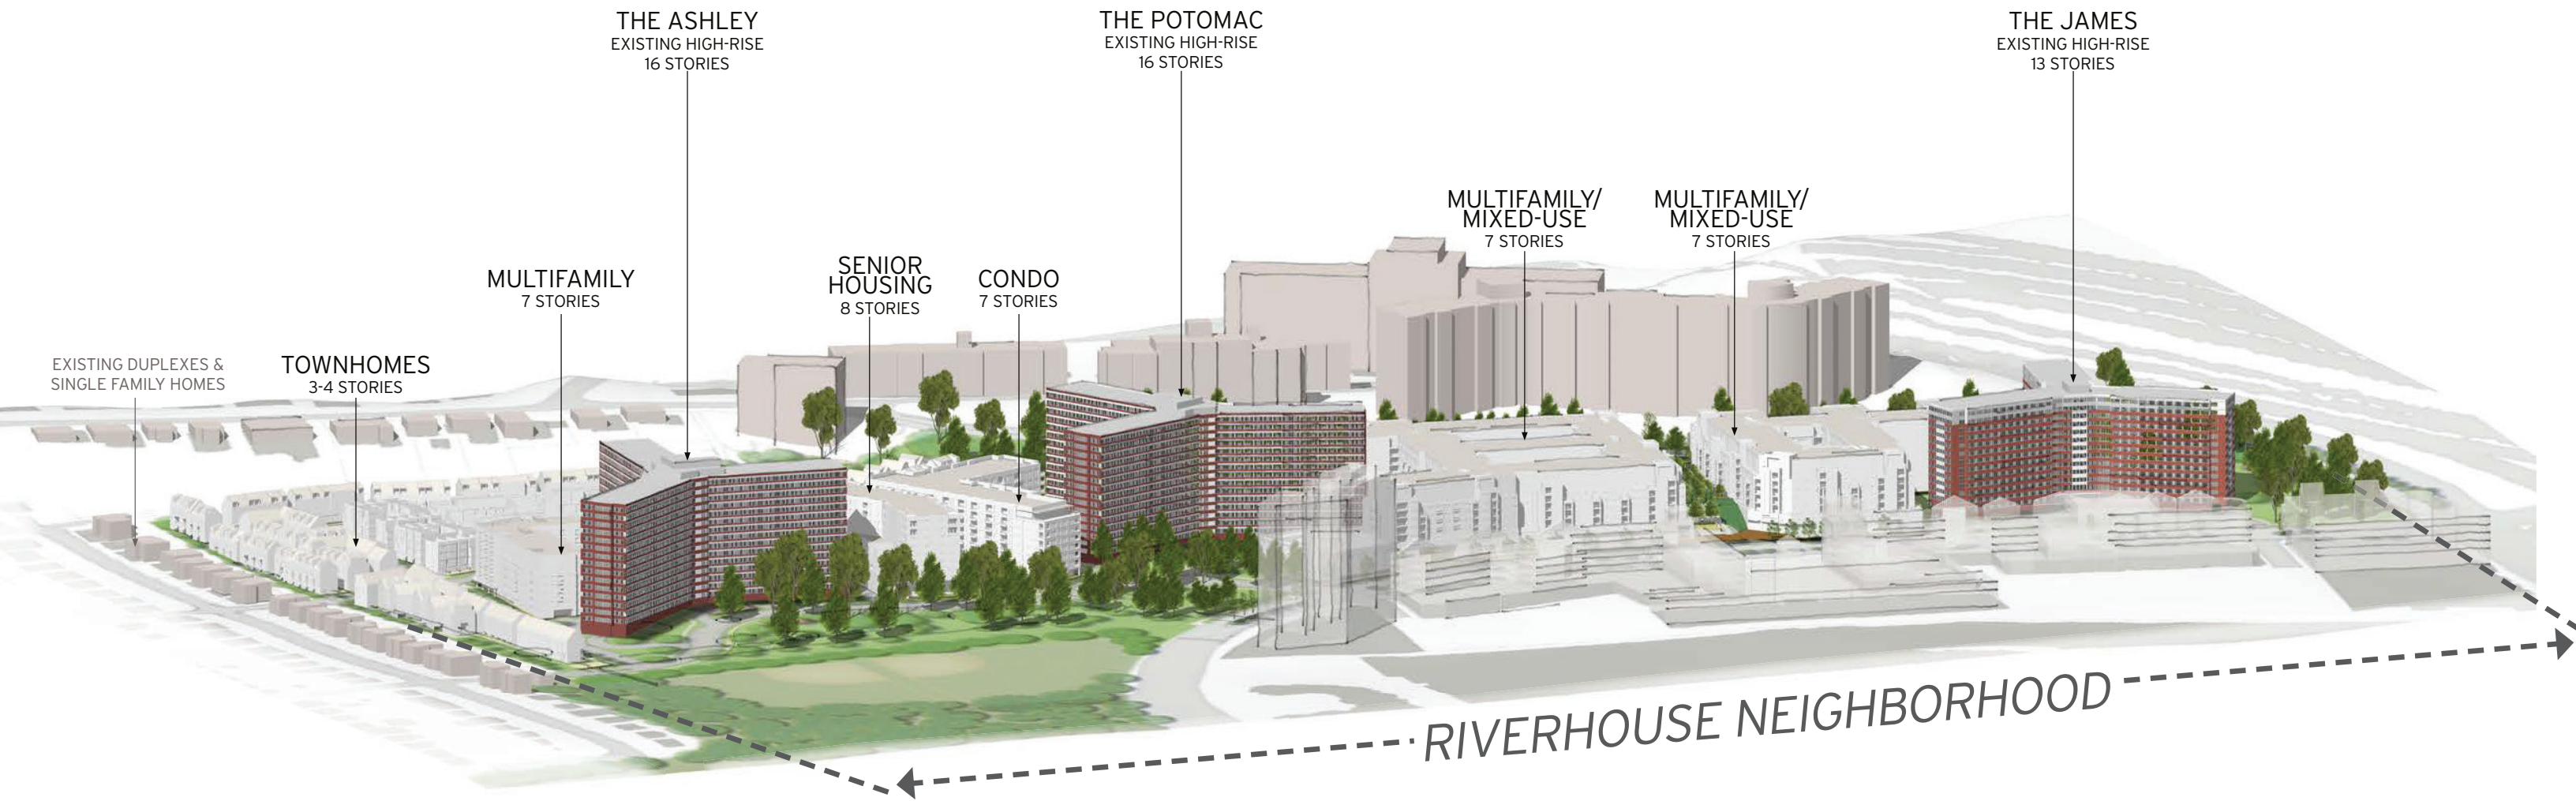 THE ASHLEY
EXISTING HIGH-RISE
16 STORIES
THE POTOMAC
EXISTING HIGH-RISE
16 STORIES
THE JAMES
EXISTING HIGH-RISE
13 STORIES
MULTIFAMILY/
MIXED-USE
7 STORIES
MULTIFAMILY/
MIXED-USE
7 STORIES
SENIOR
HOUSING
8 STORIES
CONDO
7 STORIES
MULTIFAMILY
7 STORIES
EXISTING DUPLEXES &
SINGLE FAMILY HOMES
TOWNHOMES
3-4 STORIES
RIVERHOUSE NEIGHBORHOOD